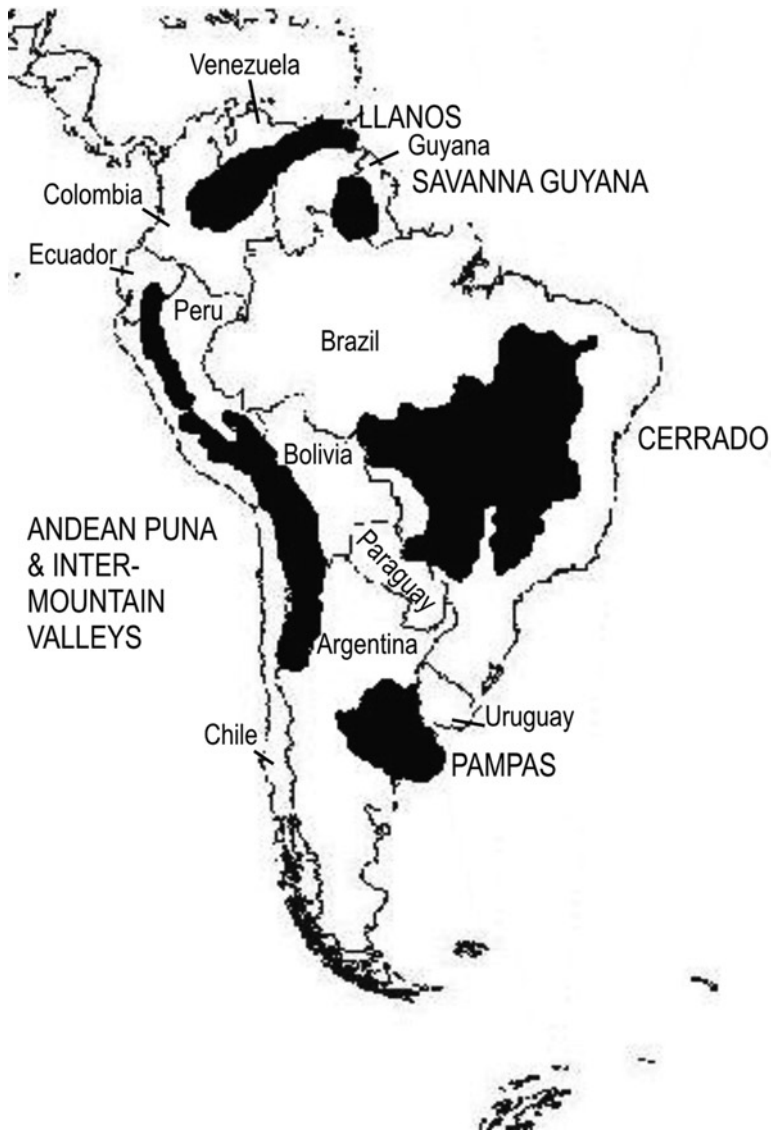 Venezuela
LLANOS
Guyana
SAVANNA GUYANA
Colombia
Ecuador
Peru
Brazil
CERRADO
Bolivia
ANDEAN PUNA
& INTER-
MOUNTAIN
VALLEYS
Paraguay
Argentina
Uruguay
Chile
PAMPAS